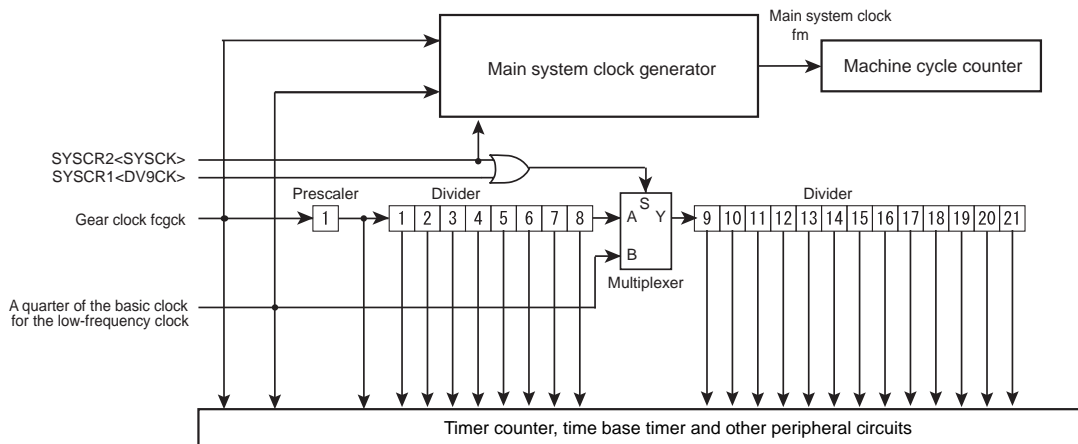 Main system clock
fm
Main system clock generator
Machine cycle counter
SYSCR2<SYSCK>
SYSCR1<DV9CK>
Prescaler
Divider
S
Divider
Gear clock fcgck
1
1 2 3 4 5 6 7 8
A
Y
9 10 11 12 13 14 15 16 17 18 19 20 21
B
Multiplexer
A quarter of the basic clock
for the low-frequency clock
Timer counter, time base timer and other peripheral circuits